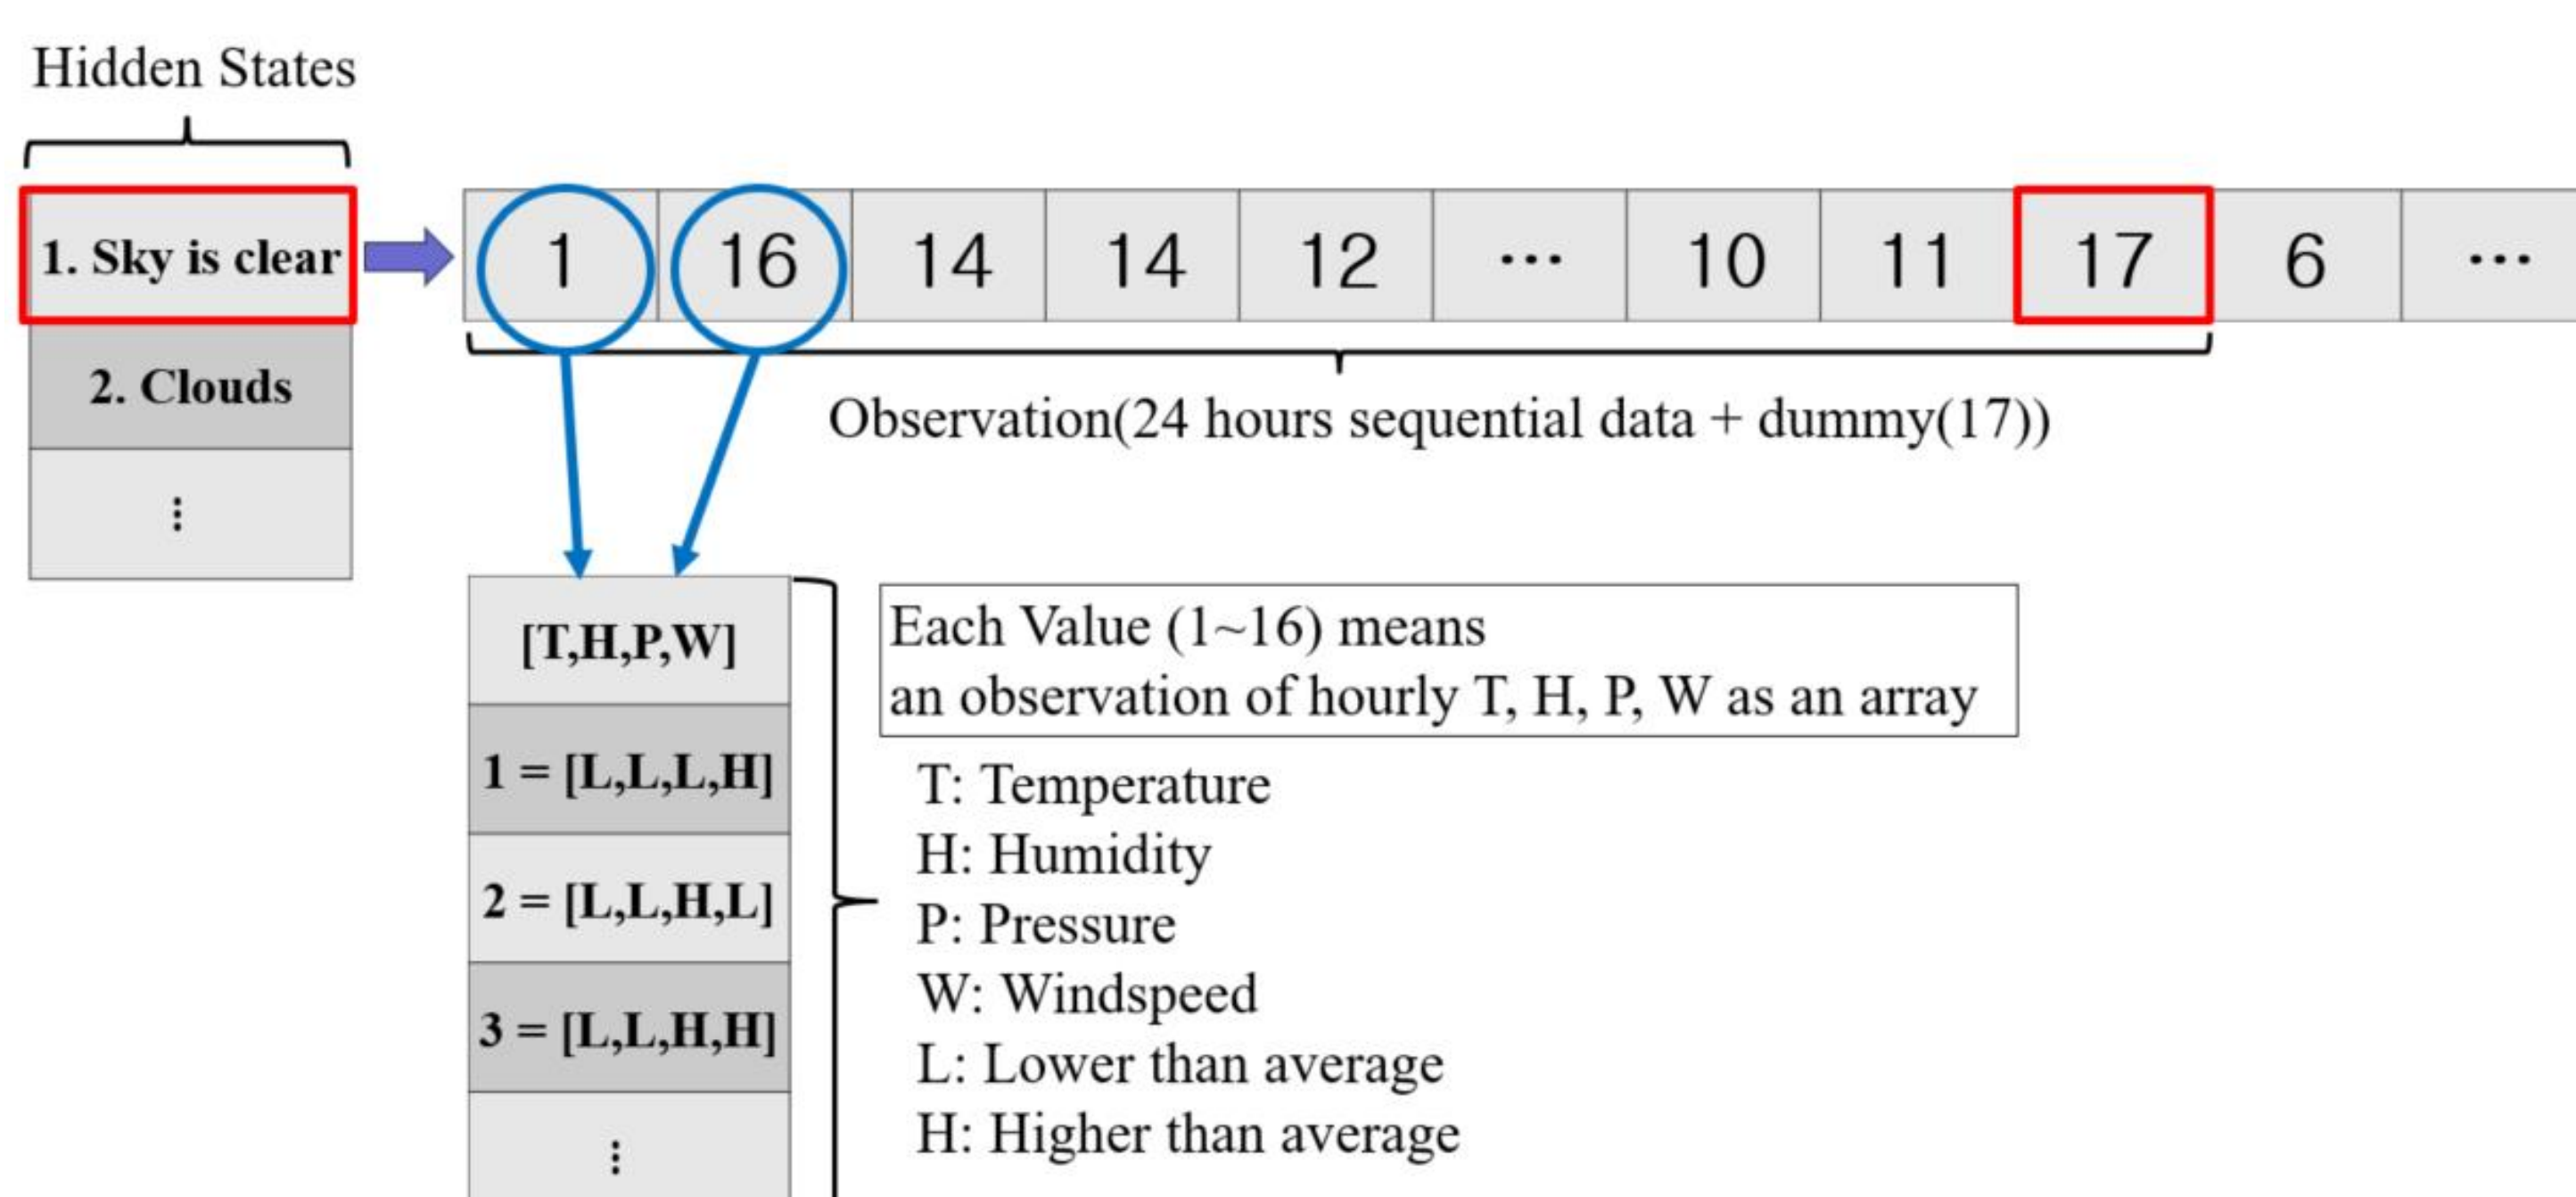 Hidden States
1. Sky is clear
2. Clouds
⋮
1 16 14 14 12 ··· 10 11 17 6 ···
Observation(24 hours sequential data + dummy(17))
[T,H,P,W]
1 = [L,L,L,H]
2 = [L,L,H,L]
3 = [L,L,H,H]
⋮
Each Value (1~16) means
an observation of hourly T, H, P, W as an array
T: Temperature
H: Humidity
P: Pressure
W: Windspeed
L: Lower than average
H: Higher than average